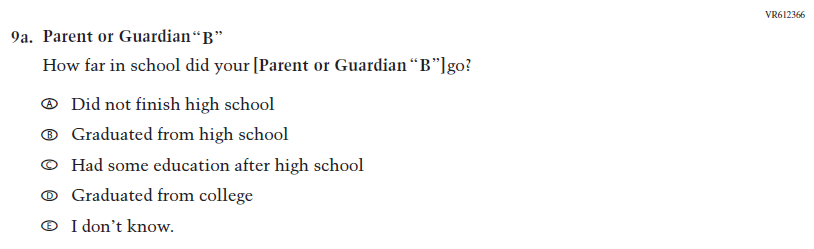 VR612366
9a. Parent or Guardian “B”
How far in school did your [Parent or Guardian “B”] go?
A Did not finish high school
B Graduated from high school
C Had some education after high school
D Graduated from college
E I don’t know.